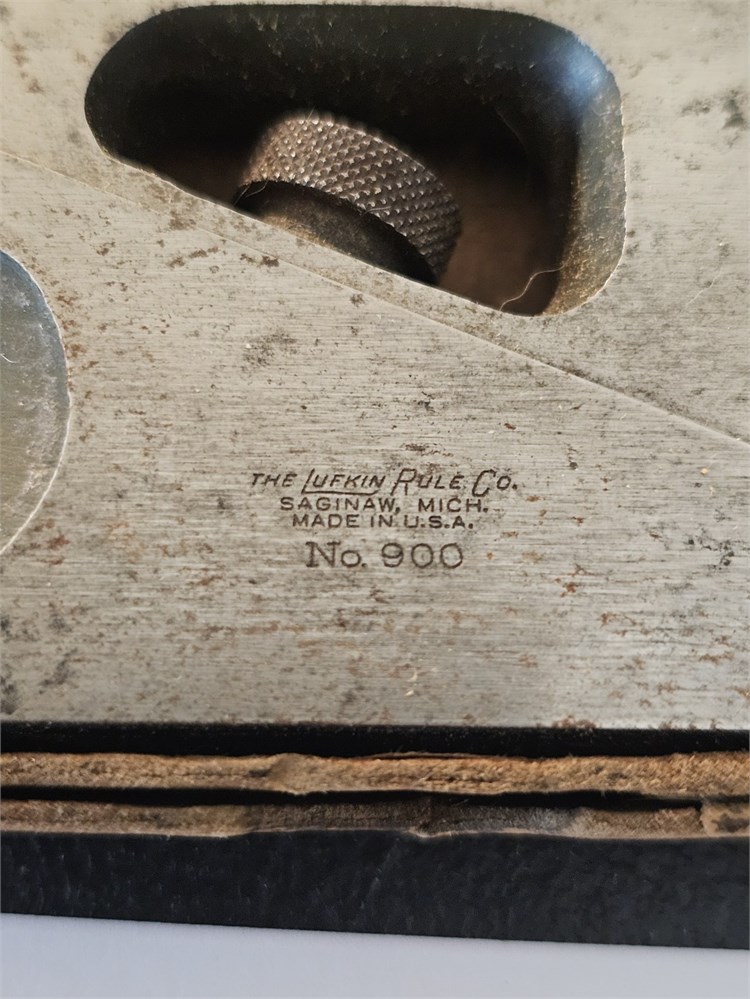 THE LUFKIN RULE CO.
SAGINAW, MICH.
MADE IN U.S.A.
No. 900